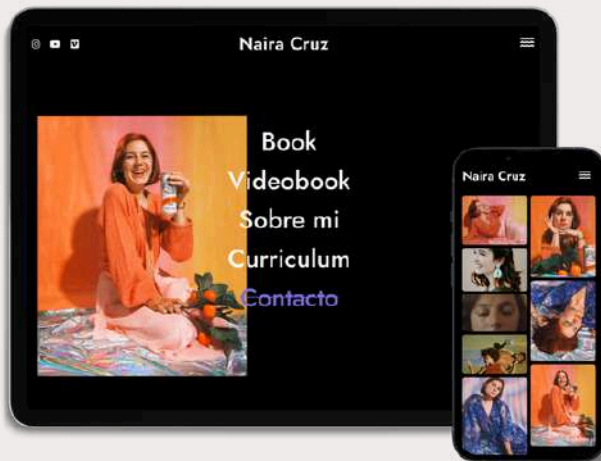 Naira Cruz
Book
Videobook
Sobre mi
Curriculum
Contacto
Naira Cruz